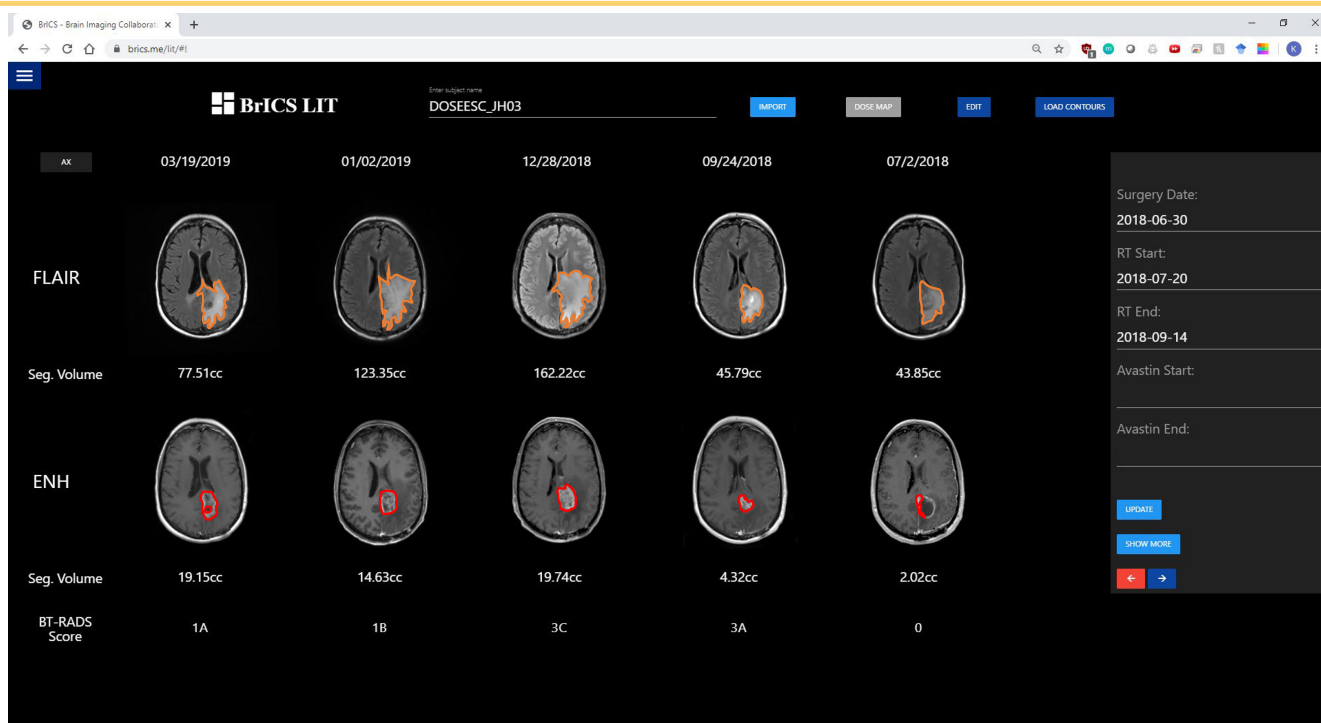 BrICS - Brain Imaging Collaborati
brics.me/lit/#!
K
BrICS LIT
Enter subject name
DOSEESC_JH03
IMPORT
DOSE MAP
EDIT
LOAD CONTOURS
AX
03/19/2019
01/02/2019
12/28/2018
09/24/2018
07/2/2018
FLAIR
Seg. Volume
77.51cc
123.35cc
162.22cc
45.79cc
43.85cc
ENH
Seg. Volume
19.15cc
14.63cc
19.74cc
4.32cc
2.02cc
BT-RADS
Score
1A
1B
3C
3A
0
Surgery Date:
2018-06-30
RT Start:
2018-07-20
RT End:
2018-09-14
Avastin Start:
Avastin End:
UPDATE
SHOW MORE